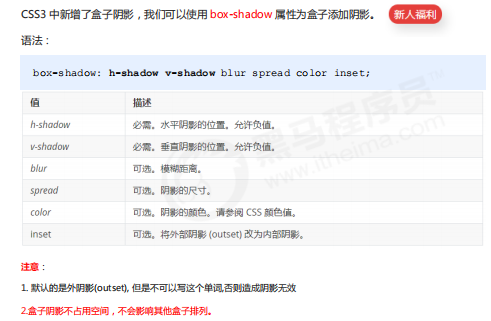 CSS3 中新增了盒子阴影，我们可以使用 box-shadow 属性为盒子添加阴影。 新人福利
语法：
box-shadow: h-shadow v-shadow blur spread color inset;
值 描述
h-shadow 必需。水平阴影的位置。允许负值。
v-shadow 必需。垂直阴影的位置。允许负值。
blur 可选。模糊距离。
spread 可选。阴影的尺寸。
color 可选。阴影的颜色。请参阅 CSS 颜色值。
inset 可选。将外部阴影 (outset) 改为内部阴影。
注意：
1. 默认的是外阴影(outset), 但是不可以写这个单词,否则造成阴影无效
2.盒子阴影不占用空间，不会影响其他盒子排列。
黑马程序员™
www.itheima.com